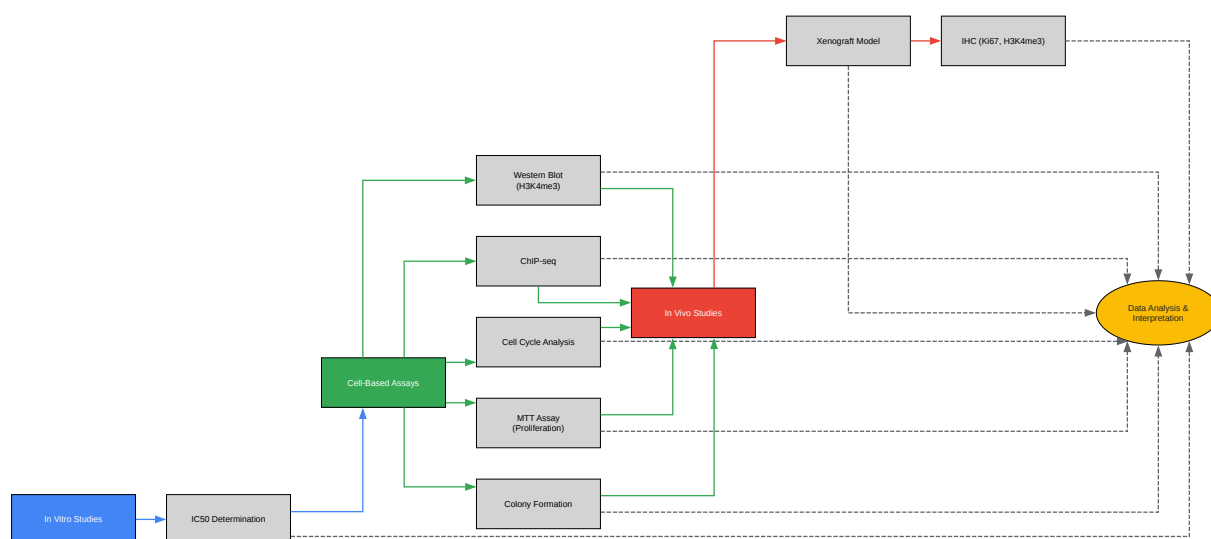 Xenograft Model
IHC (Ki67, H3K4me3)
Western Blot
(H3K4me3)
ChIP-seq
In Vivo Studies
Data Analysis &
Interpretation
Cell Cycle Analysis
Cell-Based Assays
MTT Assay
(Proliferation)
Colony Formation
In Vitro Studies
IC50 Determination